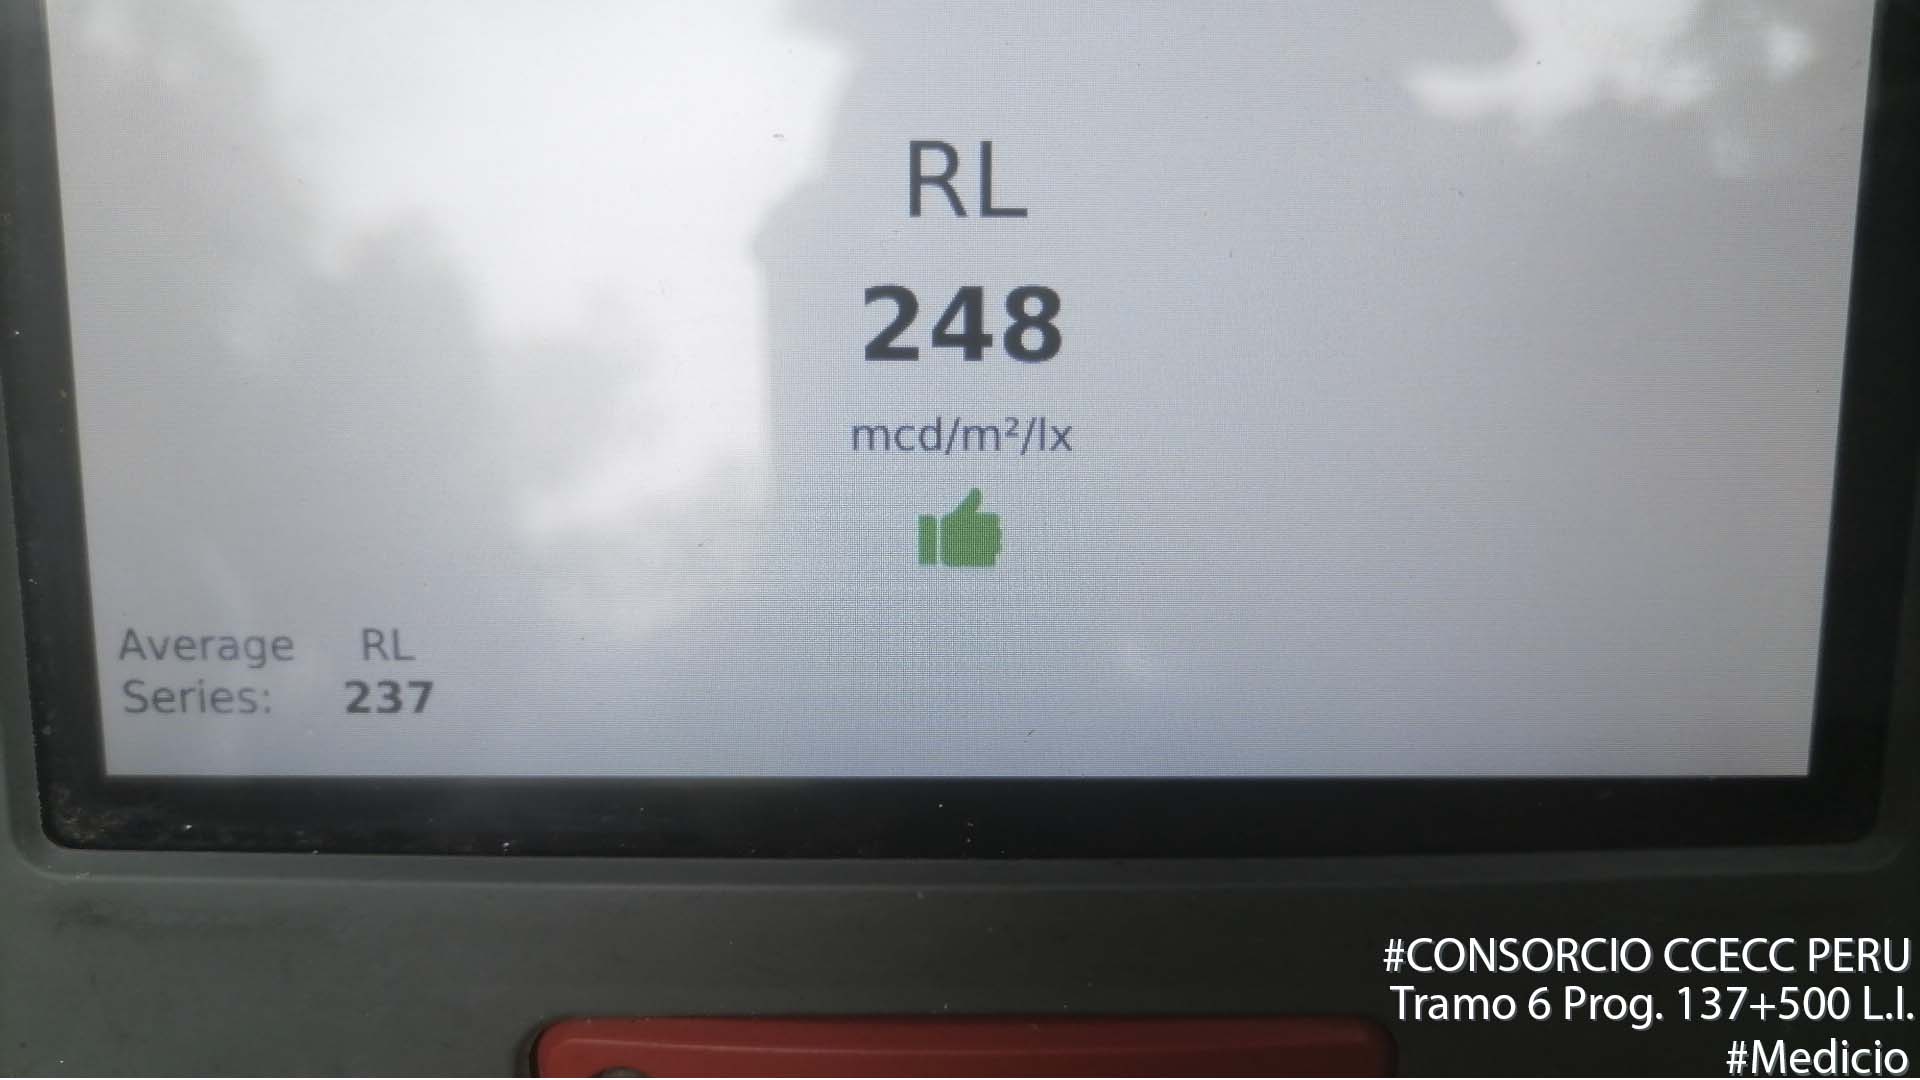 RL
248
mcd/m²/lx
Average RL
Series: 237
#CONSORCIO CCECC PERU
Tramo 6 Prog. 137+500 L.I.
#Medicio